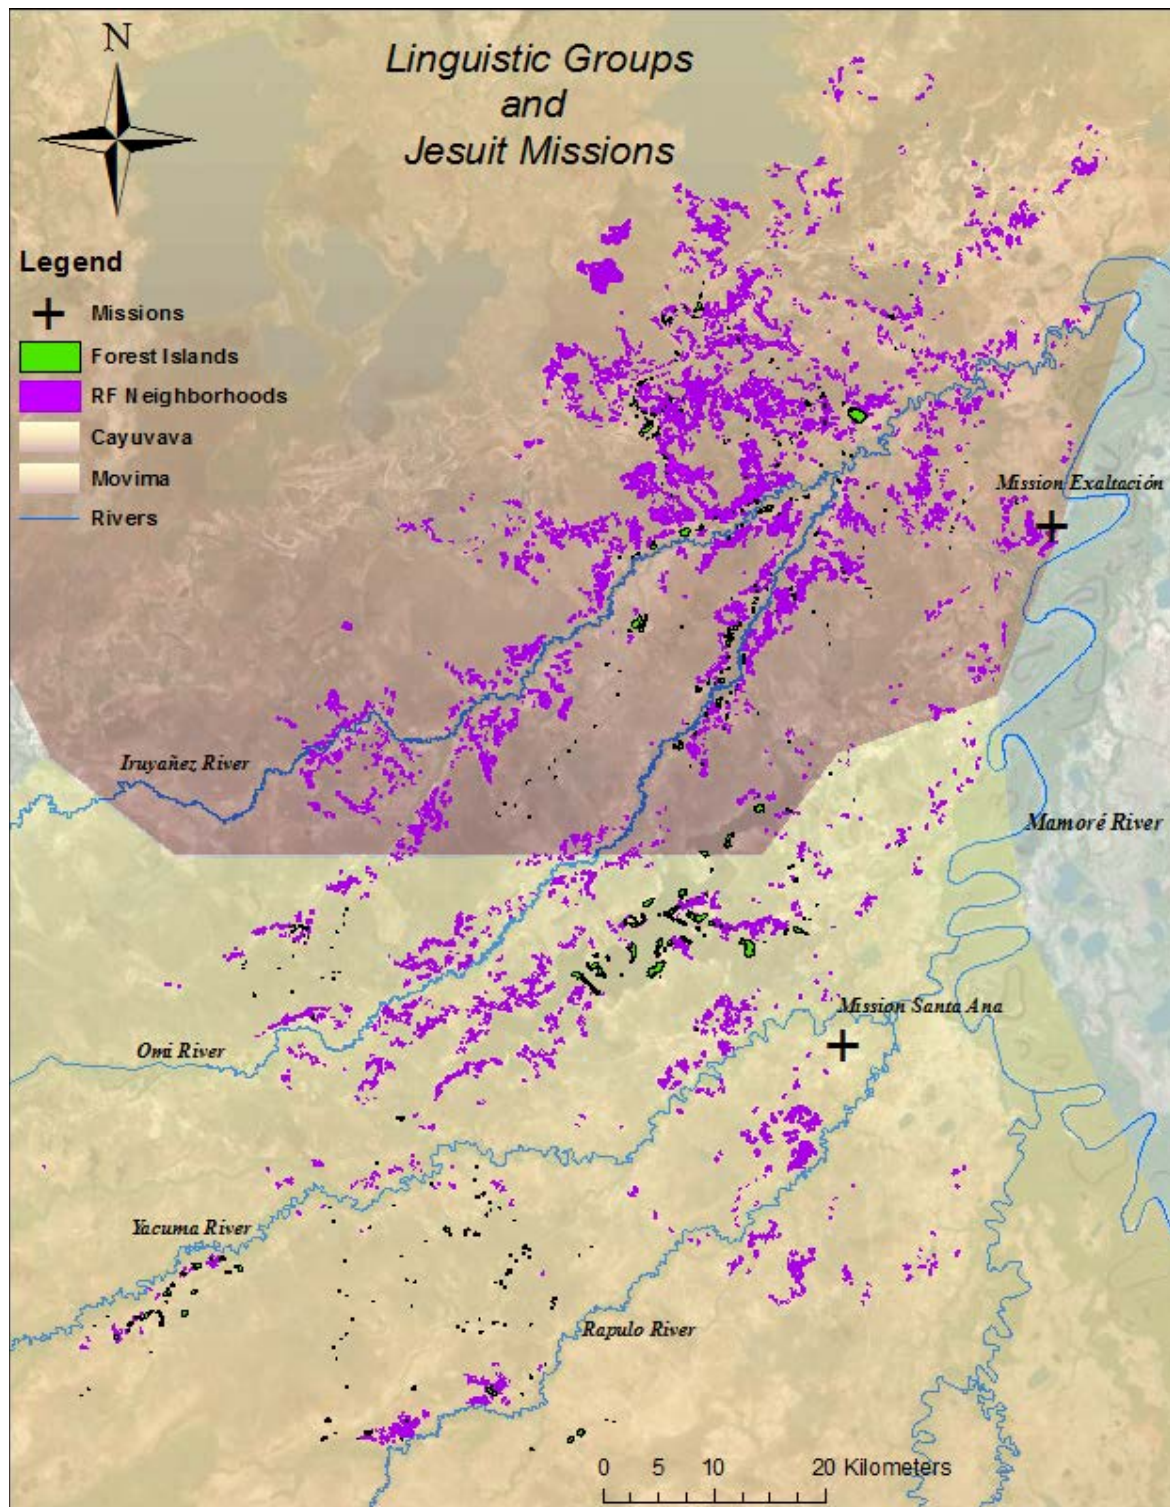 N
Linguistic Groups
and
Jesuit Missions
Legend
Missions
Forest Islands
RF Neighborhoods
Cayuvava
Movima
Rivers
Mission Exaltación
Iruyañez River
Mamoré River
Mission Santa Ana
Omi River
Yacuma River
Rapulo River
0 5 10 20 Kilometers